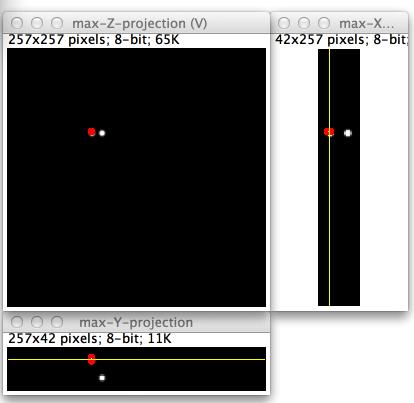 max-Z-projection (V)
257x257 pixels; 8-bit; 65K
max-X...
42x257 pixels; 8-bit;
max-Y-projection
257x42 pixels; 8-bit; 11K